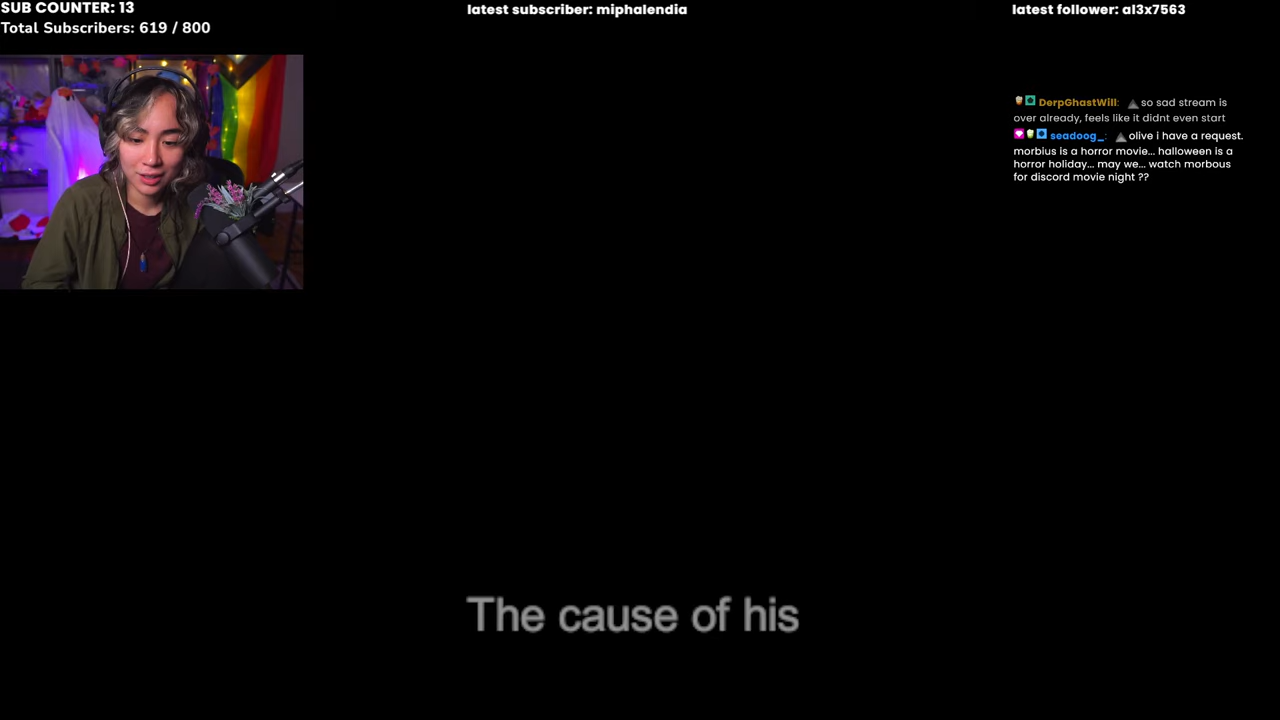 SUB COUNTER: 13
Total Subscribers: 619 / 800
latest subscriber: miphalendia
latest follower: al3x7563
DerpGhastWill: so sad stream is
over already, feels like it didnt even start
seadoog_: olive i have a request.
morbius is a horror movie... halloween is a
horror holiday... may we... watch morbous
for discord movie night ??
The cause of his